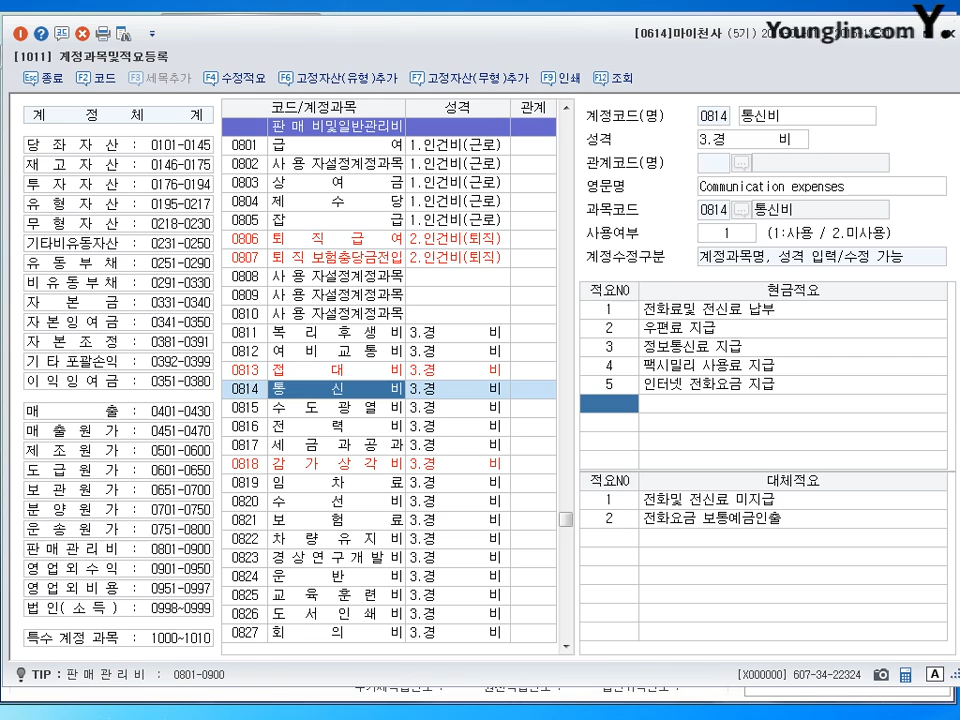 Younglin.com Y.
[0614]마이천사 (5기)
[1011] 계정과목및적요등록
Esc 종료 F2 코드 F3 세목추가 F4 수정적요 F6 고정자산(유형)추가 F7 고정자산(무형)추가 F9 인쇄 F12 조회
계 정 체 계
당 좌 자 산 : 0101-0145
재 고 자 산 : 0146-0175
투 자 자 산 : 0176-0194
유 형 자 산 : 0195-0217
무 형 자 산 : 0218-0230
기타비유동자산 : 0231-0250
유 동 부 채 : 0251-0290
비 유 동 부 채 : 0291-0330
자 본 금 : 0331-0340
자 본 잉 여 금 : 0341-0350
자 본 조 정 : 0381-0391
기 타 포괄손익 : 0392-0399
이 익 잉 여 금 : 0351-0380
매 출 : 0401-0430
매 출 원 가 : 0451-0470
제 조 원 가 : 0501-0600
도 급 원 가 : 0601-0650
보 관 원 가 : 0651-0700
분 양 원 가 : 0701-0750
운 송 원 가 : 0751-0800
판 매 관 리 비 : 0801-0900
영 업 외 수 익 : 0901-0950
영 업 외 비 용 : 0951-0997
법 인( 소 득 ) : 0998~0999
특수 계정 과목 : 1000~1010
코드/계정과목 성격 관계
판 매 비및일반관리비
0801 급 여 1.인건비(근로)
0802 사 용 자설정계정과목 1.인건비(근로)
0803 상 여 금 1.인건비(근로)
0804 제 수 당 1.인건비(근로)
0805 잡 급 1.인건비(근로)
0806 퇴 직 급 여 2.인건비(퇴직)
0807 퇴 직 보험충당금전입 2.인건비(퇴직)
0808 사 용 자설정계정과목
0809 사 용 자설정계정과목
0810 사 용 자설정계정과목
0811 복 리 후 생 비 3.경 비
0812 여 비 교 통 비 3.경 비
0813 접 대 비 3.경 비
0814 통 신 비 3.경 비
0815 수 도 광 열 비 3.경 비
0816 전 력 비 3.경 비
0817 세 금 과 공 과 3.경 비
0818 감 가 상 각 비 3.경 비
0819 임 차 료 3.경 비
0820 수 선 비 3.경 비
0821 보 험 료 3.경 비
0822 차 량 유 지 비 3.경 비
0823 경 상 연 구 개 발 비 3.경 비
0824 운 반 비 3.경 비
0825 교 육 훈 련 비 3.경 비
0826 도 서 인 쇄 비 3.경 비
0827 회 의 비 3.경 비
계정코드(명) 0814 통신비
성격 3.경 비
관계코드(명)
영문명 Communication expenses
과목코드 0814 통신비
사용여부 1 (1:사용 / 2.미사용)
계정수정구분 계정과목명, 성격 입력/수정 가능
적요NO 현금적요
1 전화료및 전신료 납부
2 우편료 지급
3 정보통신료 지급
4 팩시밀리 사용료 지급
5 인터넷 전화요금 지급
적요NO 대체적요
1 전화및 전신료 미지급
2 전화요금 보통예금인출
TIP : 판 매 관 리 비 : 0801-0900
[X000000] 607-34-22324 A